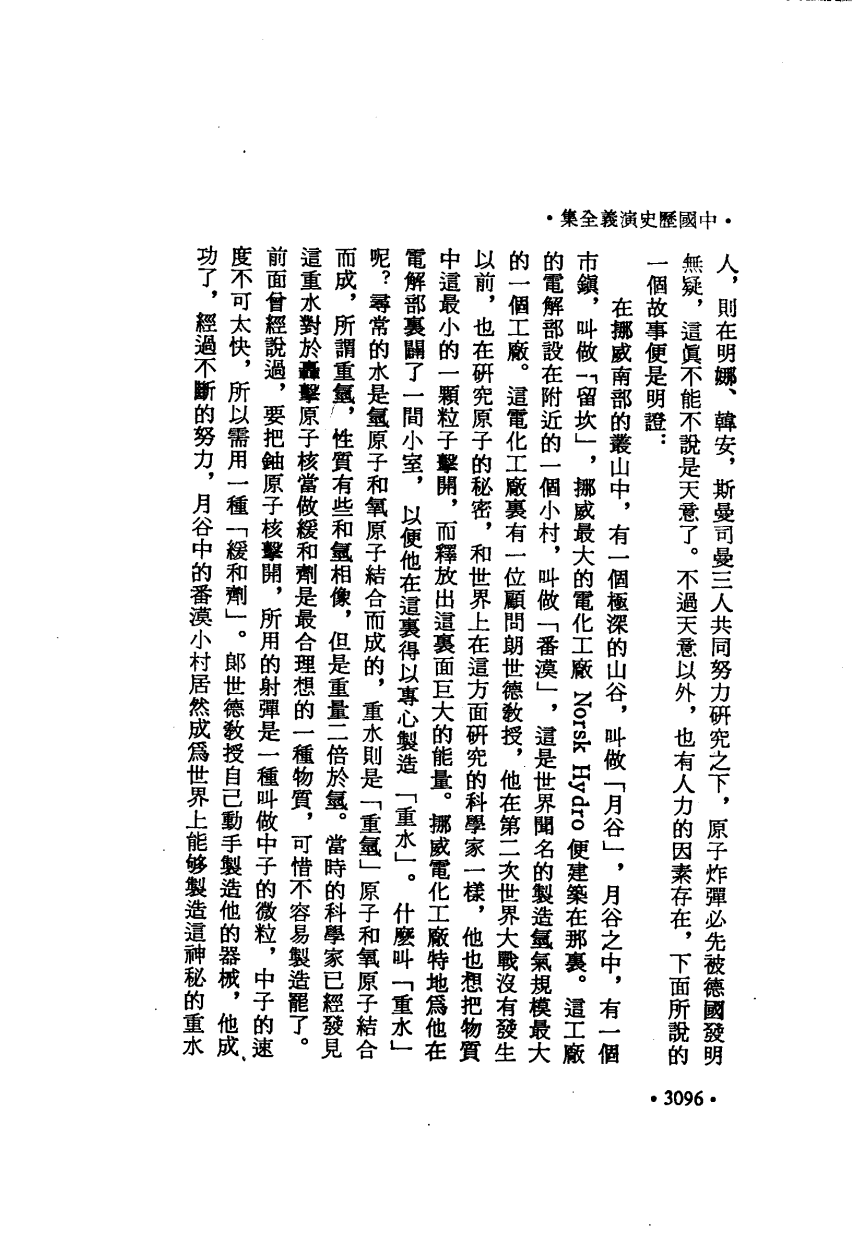 •中國歷史演義全集•
人，則在明娜、韓安，斯曼司曼三人共同努力研究之下，原子炸彈必先被德國發明
無疑，這眞不能不說是天意了。不過天意以外，也有人力的因素存在，下面所說的
一個故事便是明證：
在挪威南部的叢山中，有一個極深的山谷，叫做「月谷」，月谷之中，有一個
市鎭，叫做「留坎」，挪威最大的電化工廠 Norsk Hydro 便建築在那裏。這工廠
的電解部設在附近的一個小村，叫做「番漠」，這是世界聞名的製造氫氣規模最大
的一個工廠。這電化工廠裏有一位顧問朗世德敎授，他在第二次世界大戰沒有發生
以前，也在研究原子的秘密，和世界上在這方面研究的科學家一樣，他也想把物質
中這最小的一顆粒子擊開，而釋放出這裏面巨大的能量。挪威電化工廠特地爲他在
電解部裏闢了一間小室，以便他在這裏得以專心製造「重水」。什麼叫「重水」
呢？尋常的水是氫原子和氧原子結合而成的，重水則是「重氫」原子和氧原子結合
而成，所謂重氫，性質有些和氫相像，但是重量二倍於氫。當時的科學家已經發見
這重水對於轟擊原子核當做緩和劑是最合理想的一種物質，可惜不容易製造罷了。
前面曾經說過，要把鈾原子核擊開，所用的射彈是一種叫做中子的微粒，中子的速
度不可太快，所以需用一種「緩和劑」。郞世德敎授自己動手製造他的器械，他成
功了，經過不斷的努力，月谷中的番漠小村居然成爲世界上能够製造這神秘的重水
•3096•